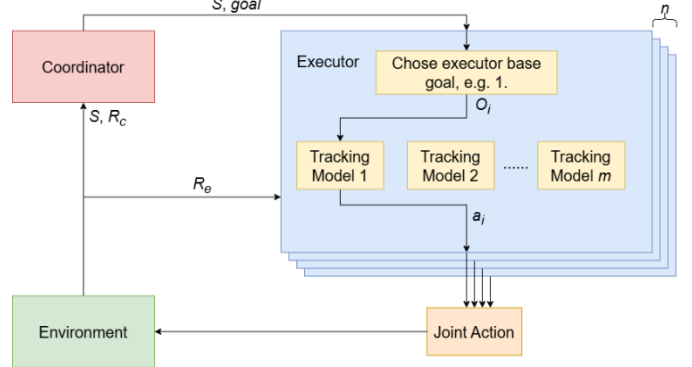 S, goal
n
Coordinator
Executor
Chose executor base
goal, e.g. 1.
O_i
S, R_c
Tracking
Model 1
Tracking
Model 2
......
Tracking
Model m
R_e
a_i
Environment
Joint Action